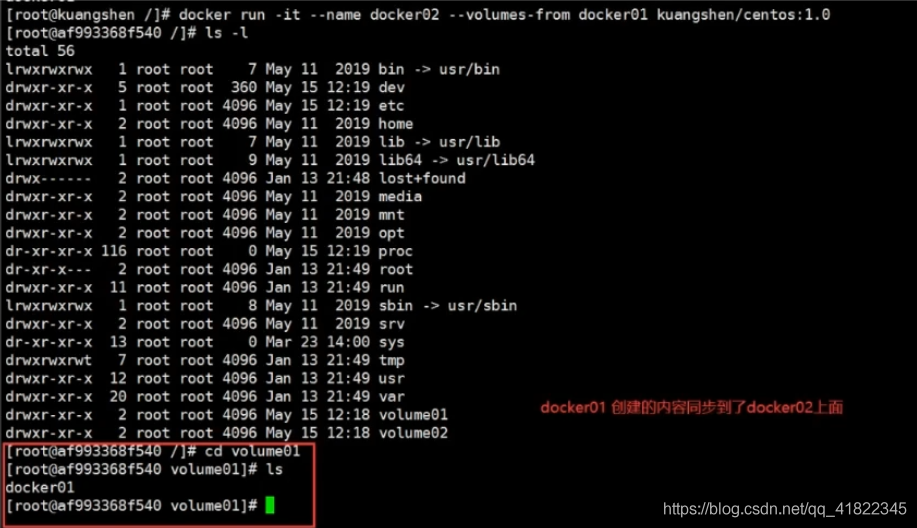 [root@kuangshen /]# docker run -it --name docker02 --volumes-from docker01 kuangshen/centos:1.0
[root@af993368f540 /]# ls -l
total 56
lrwxrwxrwx   1 root root    7 May 11  2019 bin -> usr/bin
drwxr-xr-x   5 root root  360 May 15 12:19 dev
drwxr-xr-x   1 root root 4096 May 15 12:19 etc
drwxr-xr-x   2 root root 4096 May 11  2019 home
lrwxrwxrwx   1 root root    7 May 11  2019 lib -> usr/lib
lrwxrwxrwx   1 root root    9 May 11  2019 lib64 -> usr/lib64
drwx------   2 root root 4096 Jan 13 21:48 lost+found
drwxr-xr-x   2 root root 4096 May 11  2019 media
drwxr-xr-x   2 root root 4096 May 11  2019 mnt
drwxr-xr-x   2 root root 4096 May 11  2019 opt
dr-xr-xr-x 116 root root    0 May 15 12:19 proc
dr-xr-x---   2 root root 4096 Jan 13 21:49 root
drwxr-xr-x  11 root root 4096 Jan 13 21:49 run
lrwxrwxrwx   1 root root    8 May 11  2019 sbin -> usr/sbin
drwxr-xr-x   2 root root 4096 May 11  2019 srv
dr-xr-xr-x  13 root root    0 Mar 23 14:00 sys
drwxrwxrwt   7 root root 4096 Jan 13 21:49 tmp
drwxr-xr-x  12 root root 4096 Jan 13 21:49 usr
drwxr-xr-x  20 root root 4096 Jan 13 21:49 var
docker01 创建的内容同步到了docker02上面
drwxr-xr-x   2 root root 4096 May 15 12:18 volume01
drwxr-xr-x   2 root root 4096 May 15 12:18 volume02
[root@af993368f540 /]# cd volume01
[root@af993368f540 volume01]# ls
docker01
[root@af993368f540 volume01]#
https://blog.csdn.net/qq_41822345